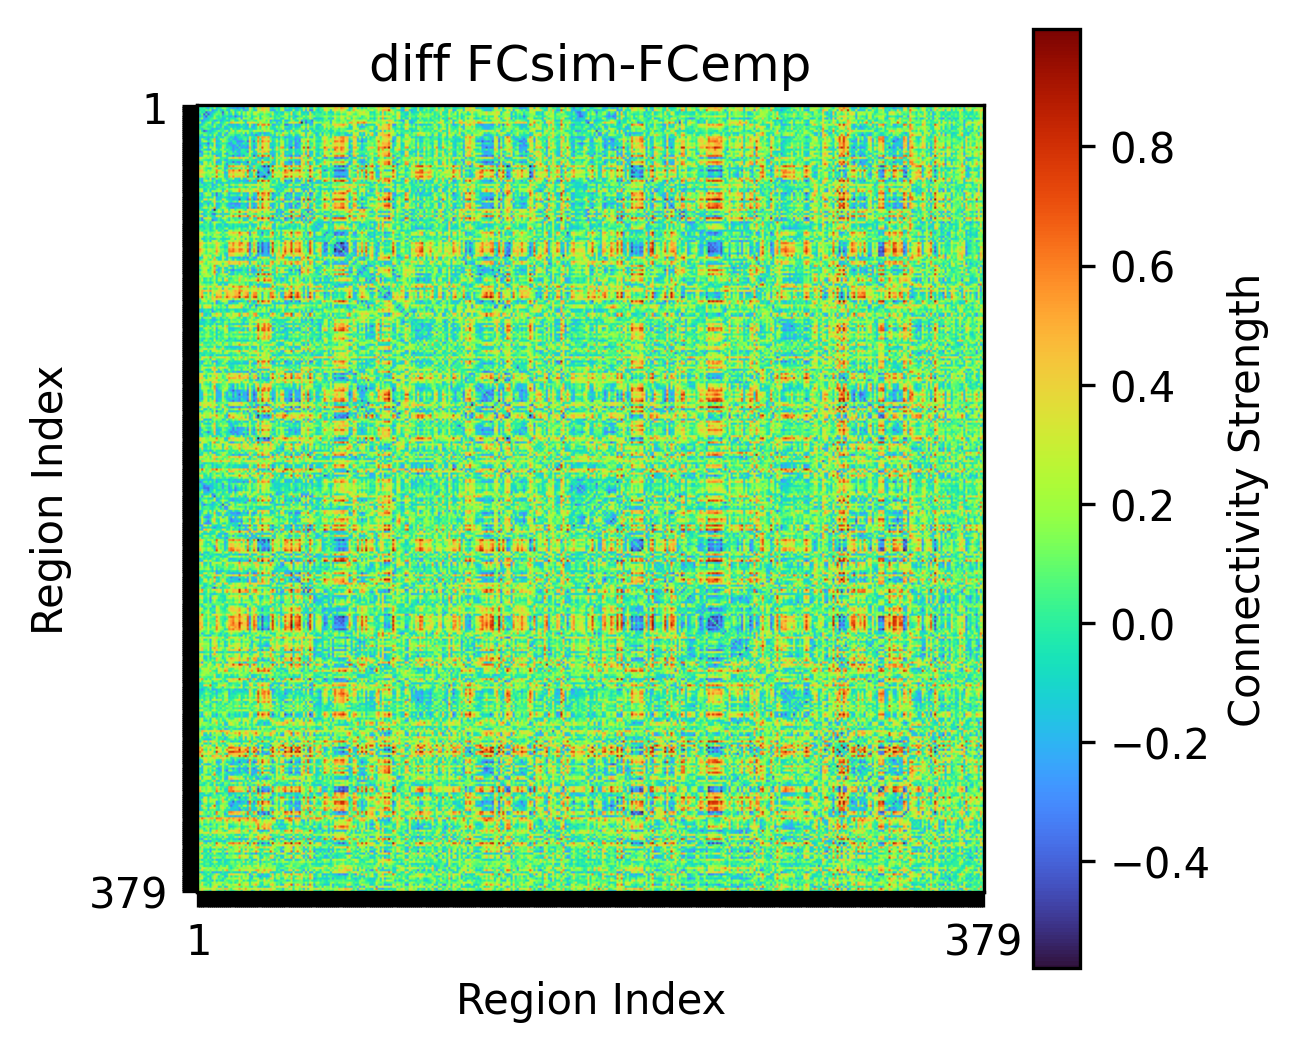 diff FCsim-FCemp
1
379
1
379
Region Index
Region Index
0.8
0.6
0.4
0.2
0.0
−0.2
−0.4
Connectivity Strength